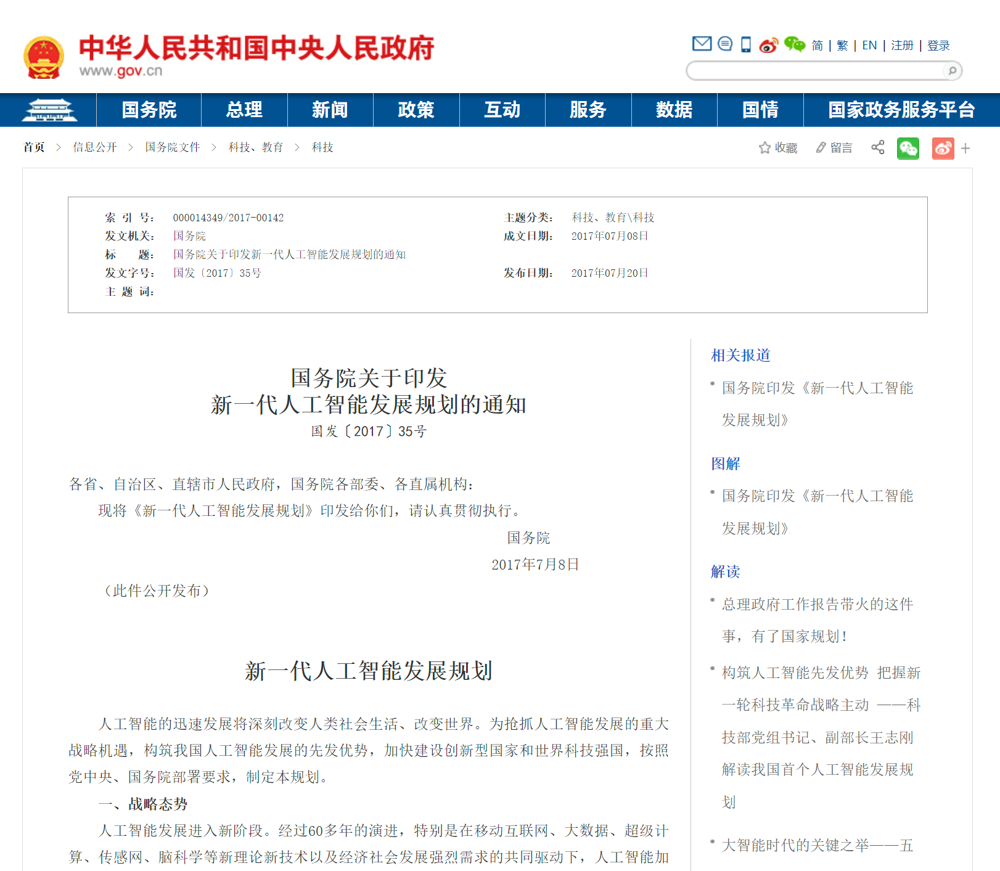 中华人民共和国中央人民政府
www.gov.cn
简 | 繁 | EN | 注册 | 登录
国务院 总理 新闻 政策 互动 服务 数据 国情 国家政务服务平台
首页 > 信息公开 > 国务院文件 > 科技、教育 > 科技
收藏 留言
索 引 号： 000014349/2017-00142 主题分类： 科技、教育\科技
发文机关： 国务院 成文日期： 2017年07月08日
标 题： 国务院关于印发新一代人工智能发展规划的通知
发文字号： 国发〔2017〕35号 发布日期： 2017年07月20日
主 题 词：
国务院关于印发
新一代人工智能发展规划的通知
国发〔2017〕35号
各省、自治区、直辖市人民政府，国务院各部委、各直属机构：
现将《新一代人工智能发展规划》印发给你们，请认真贯彻执行。
国务院
2017年7月8日
（此件公开发布）
新一代人工智能发展规划
人工智能的迅速发展将深刻改变人类社会生活、改变世界。为抢抓人工智能发展的重大
战略机遇，构筑我国人工智能发展的先发优势，加快建设创新型国家和世界科技强国，按照
党中央、国务院部署要求，制定本规划。
一、战略态势
人工智能发展进入新阶段。经过60多年的演进，特别是在移动互联网、大数据、超级计
算、传感网、脑科学等新理论新技术以及经济社会发展强烈需求的共同驱动下，人工智能加
相关报道
国务院印发《新一代人工智能
发展规划》
图解
国务院印发《新一代人工智能
发展规划》
解读
总理政府工作报告带火的这件
事，有了国家规划！
构筑人工智能先发优势 把握新
一轮科技革命战略主动 ——科
技部党组书记、副部长王志刚
解读我国首个人工智能发展规
划
大智能时代的关键之举——五